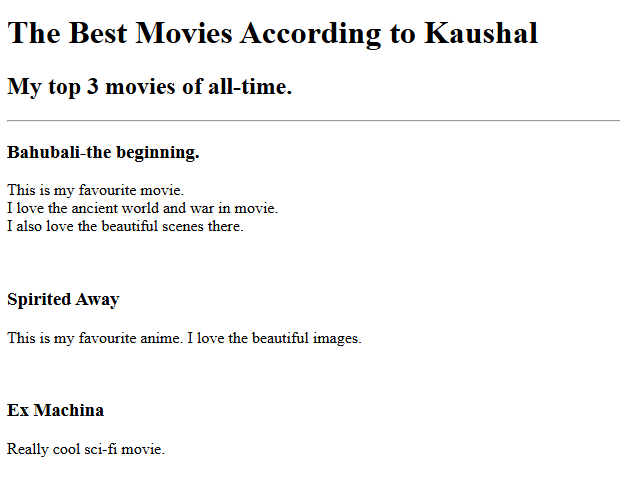 The Best Movies According to Kaushal
My top 3 movies of all-time.
Bahubali-the beginning.
This is my favourite movie.
I love the ancient world and war in movie.
I also love the beautiful scenes there.
Spirited Away
This is my favourite anime. I love the beautiful images.
Ex Machina
Really cool sci-fi movie.